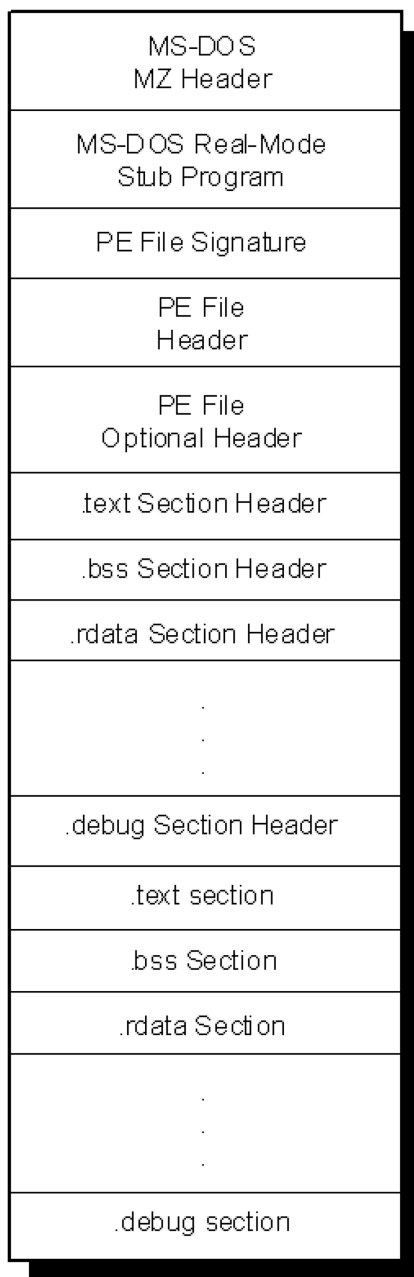 MS-DOS
MZ Header
MS-DOS Real-Mode
Stub Program
PE File Signature
PE File
Header
PE File
Optional Header
.text Section Header
.bss Section Header
.rdata Section Header
.
.
.
.debug Section Header
.text section
.bss Section
.rdata Section
.
.
.
.debug section